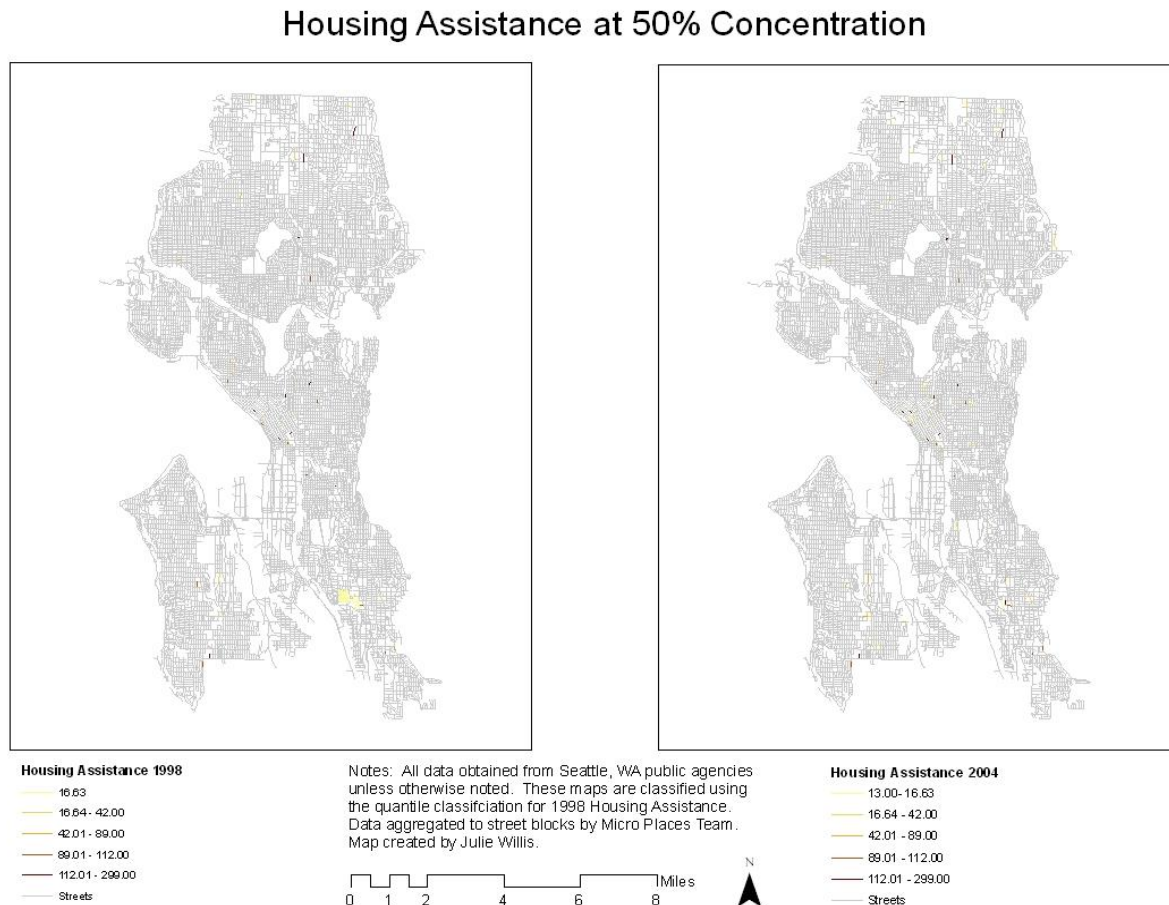 Housing Assistance at 50% Concentration
Housing Assistance 1998
16.63
16.64 - 42.00
42.01 - 89.00
89.01 - 112.00
112.01 - 299.00
Streets
Notes: All data obtained from Seattle, WA public agencies
unless otherwise noted. These maps are classified using
the quantile classifciation for 1998 Housing Assistance.
Data aggregated to street blocks by Micro Places Team.
Map created by Julie Willis.
Miles
0 1 2 4 6 8
N
Housing Assistance 2004
13.00- 16.63
16.64 - 42.00
42.01 - 89.00
89.01 - 112.00
112.01 - 299.00
Streets